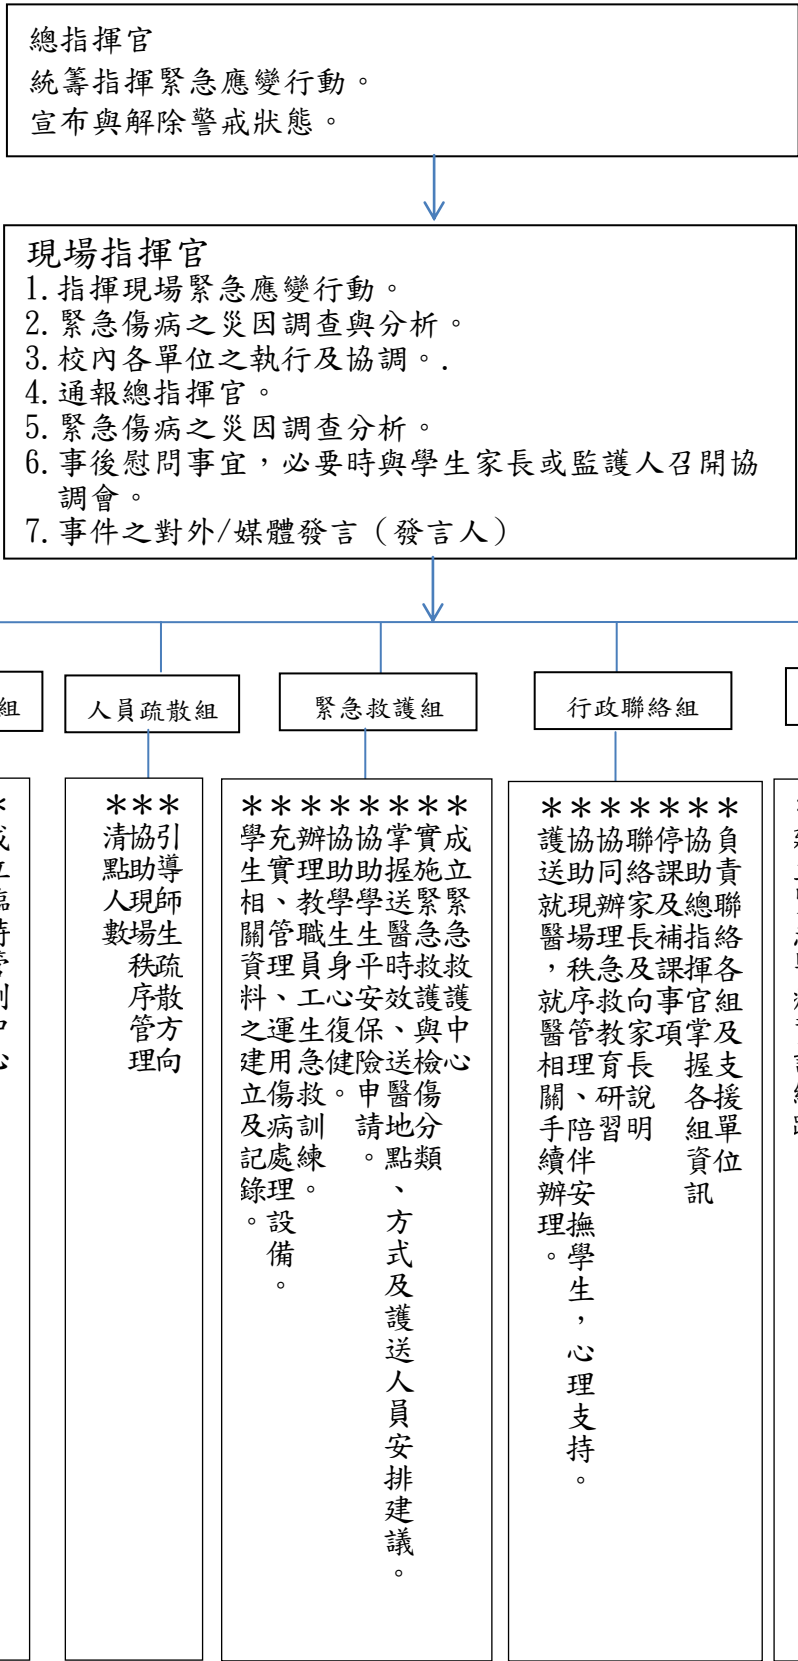 總指揮官
統籌指揮緊急應變行動。
宣布與解除警戒狀態。
現場指揮官
1.指揮現場緊急應變行動。
2.緊急傷病之災因調查與分析。
3.校內各單位之執行及協調。.
4.通報總指揮官。
5.緊急傷病之災因調查分析。
6.事後慰問事宜，必要時與學生家長或監護人召開協
調會。
7.事件之對外/媒體發言（發言人）
組
人員疏散組
＊引導師生疏散方向
＊協助現場秩序管理
＊清點人數
緊急救護組
＊成立緊急救護中心
＊實施緊急救護與檢傷分類
＊掌握送醫時效、送醫地點、方式及護送人員安排建議。
＊協助學生平安保險申請。
＊協助學生身心復健。
＊辦理教職員工生急救訓練。
＊充實、管理、運用傷病處理設備。
＊學生相關資料之建立及記錄。
行政聯絡組
＊負責聯絡各組及支援單位
＊協助總指揮官掌握各組資訊
＊停課及補課事項
＊聯絡家長及向家長說明
＊協同辦理急救教育研習
＊協助現場秩序管理、陪伴安撫學生，心理支持。
＊護送就醫，就醫相關手續辦理。